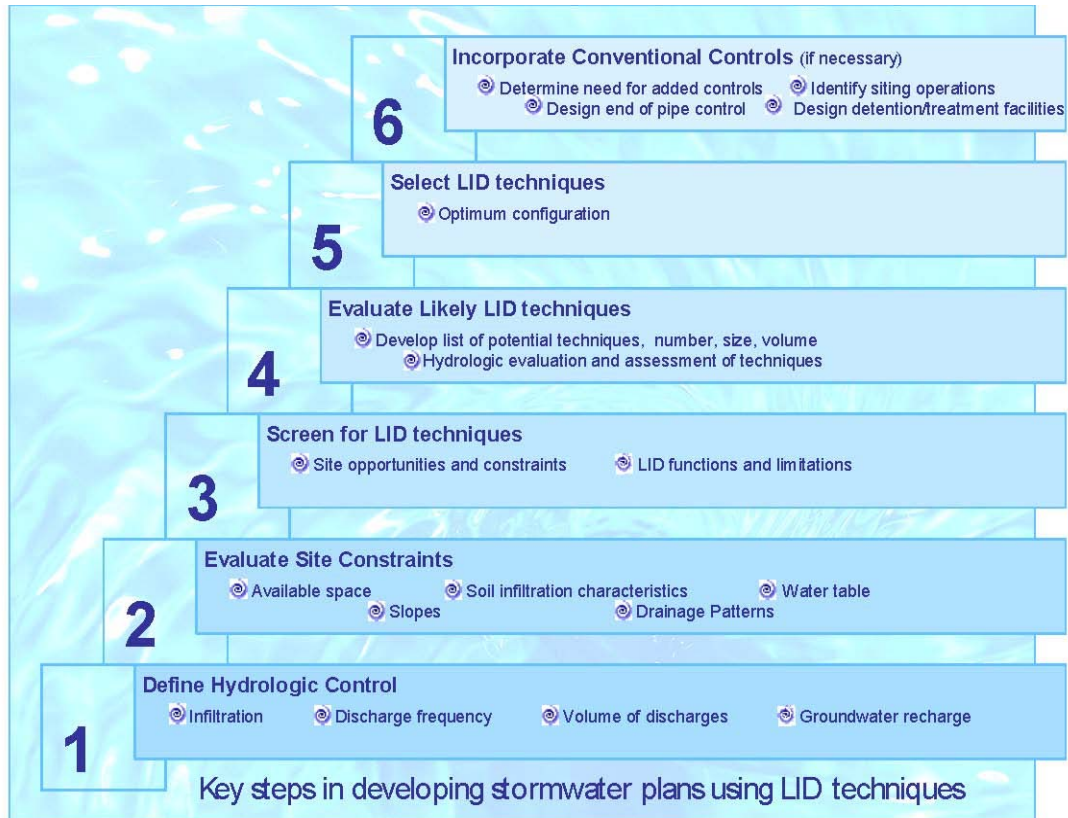 6
Incorporate Conventional Controls (if necessary)
Determine need for added controls Identify siting operations
Design end of pipe control Design detention/treatment facilities
5
Select LID techniques
Optimum configuration
4
Evaluate Likely LID techniques
Develop list of potential techniques, number, size, volume
Hydrologic evaluation and assessment of techniques
3
Screen for LID techniques
Site opportunities and constraints LID functions and limitations
2
Evaluate Site Constraints
Available space Soil infiltration characteristics Water table
Slopes Drainage Patterns
1
Define Hydrologic Control
Infiltration Discharge frequency Volume of discharges Groundwater recharge
Key steps in developing stormwater plans using LID techniques